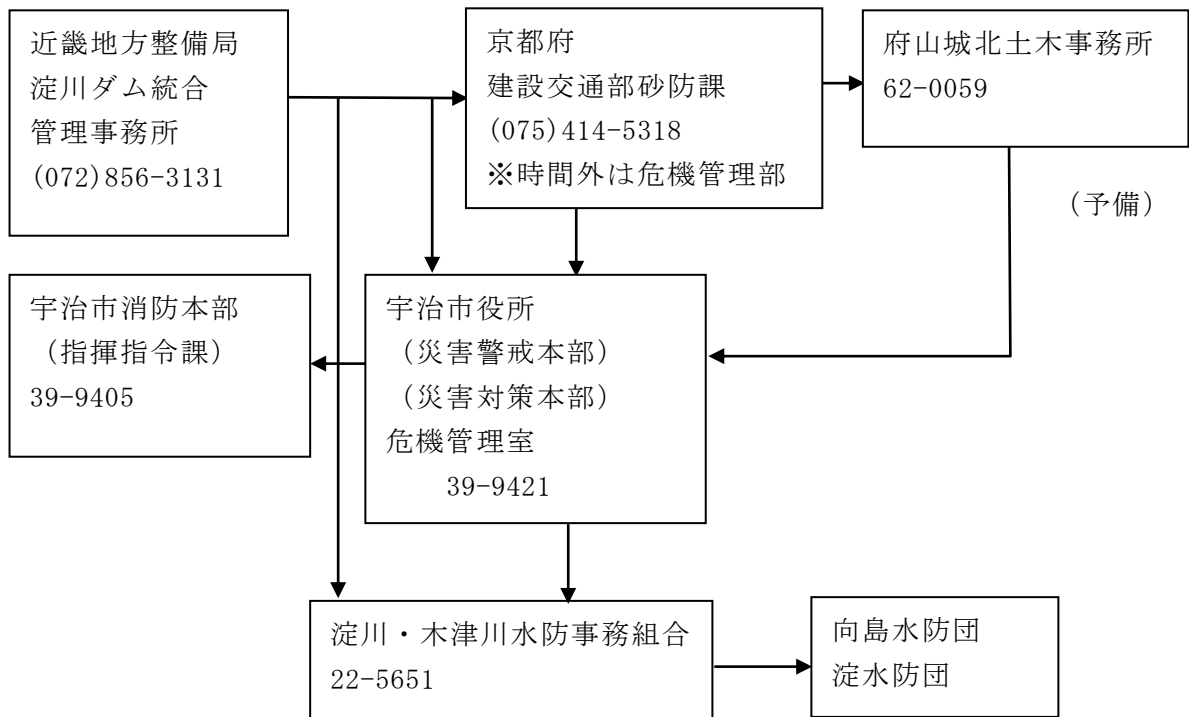 近畿地方整備局
淀川ダム統合
管理事務所
(072)856-3131
京都府
建設交通部砂防課
(075)414-5318
※時間外は危機管理部
府山城北土木事務所
62-0059
（予備）
宇治市消防本部
（指揮指令課）
39-9405
宇治市役所
（災害警戒本部）
（災害対策本部）
危機管理室
39-9421
淀川・木津川水防事務組合
22-5651
向島水防団
淀水防団